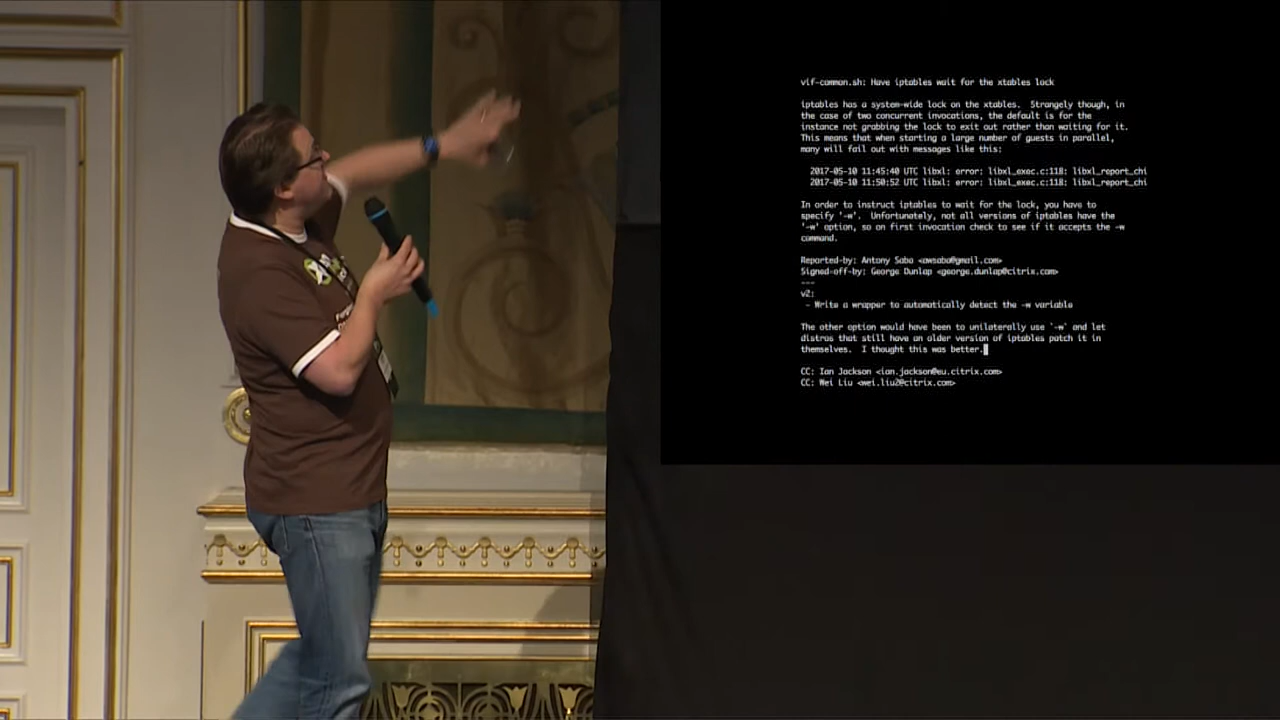 vif-common.sh: Have iptables wait for the xtables lock
iptables has a system-wide lock on the xtables.  Strangely though, in
the case of two concurrent invocations, the default is for the
instance not grabbing the lock to exit out rather than waiting for it.
This means that when starting a large number of guests in parallel,
many will fail out with messages like this:
2017-05-10 11:45:40 UTC libxl: error: libxl_exec.c:118: libxl_report_chi
2017-05-10 11:50:52 UTC libxl: error: libxl_exec.c:118: libxl_report_chi
In order to instruct iptables to wait for the lock, you have to
specify '-w'.  Unfortunately, not all versions of iptables have the
'-w' option, so on first invocation check to see if it accepts the -w
command.
Reported-by: Antony Saba <awsaba@gmail.com>
Signed-off-by: George Dunlap <george.dunlap@citrix.com>
---
v2:
- Write a wrapper to automatically detect the -w variable
The other option would have been to unilaterally use '-w' and let
distros that still have an older version of iptables patch it in
themselves.  I thought this was better.
CC: Ian Jackson <ian.jackson@eu.citrix.com>
CC: Wei Liu <wei.liu2@citrix.com>